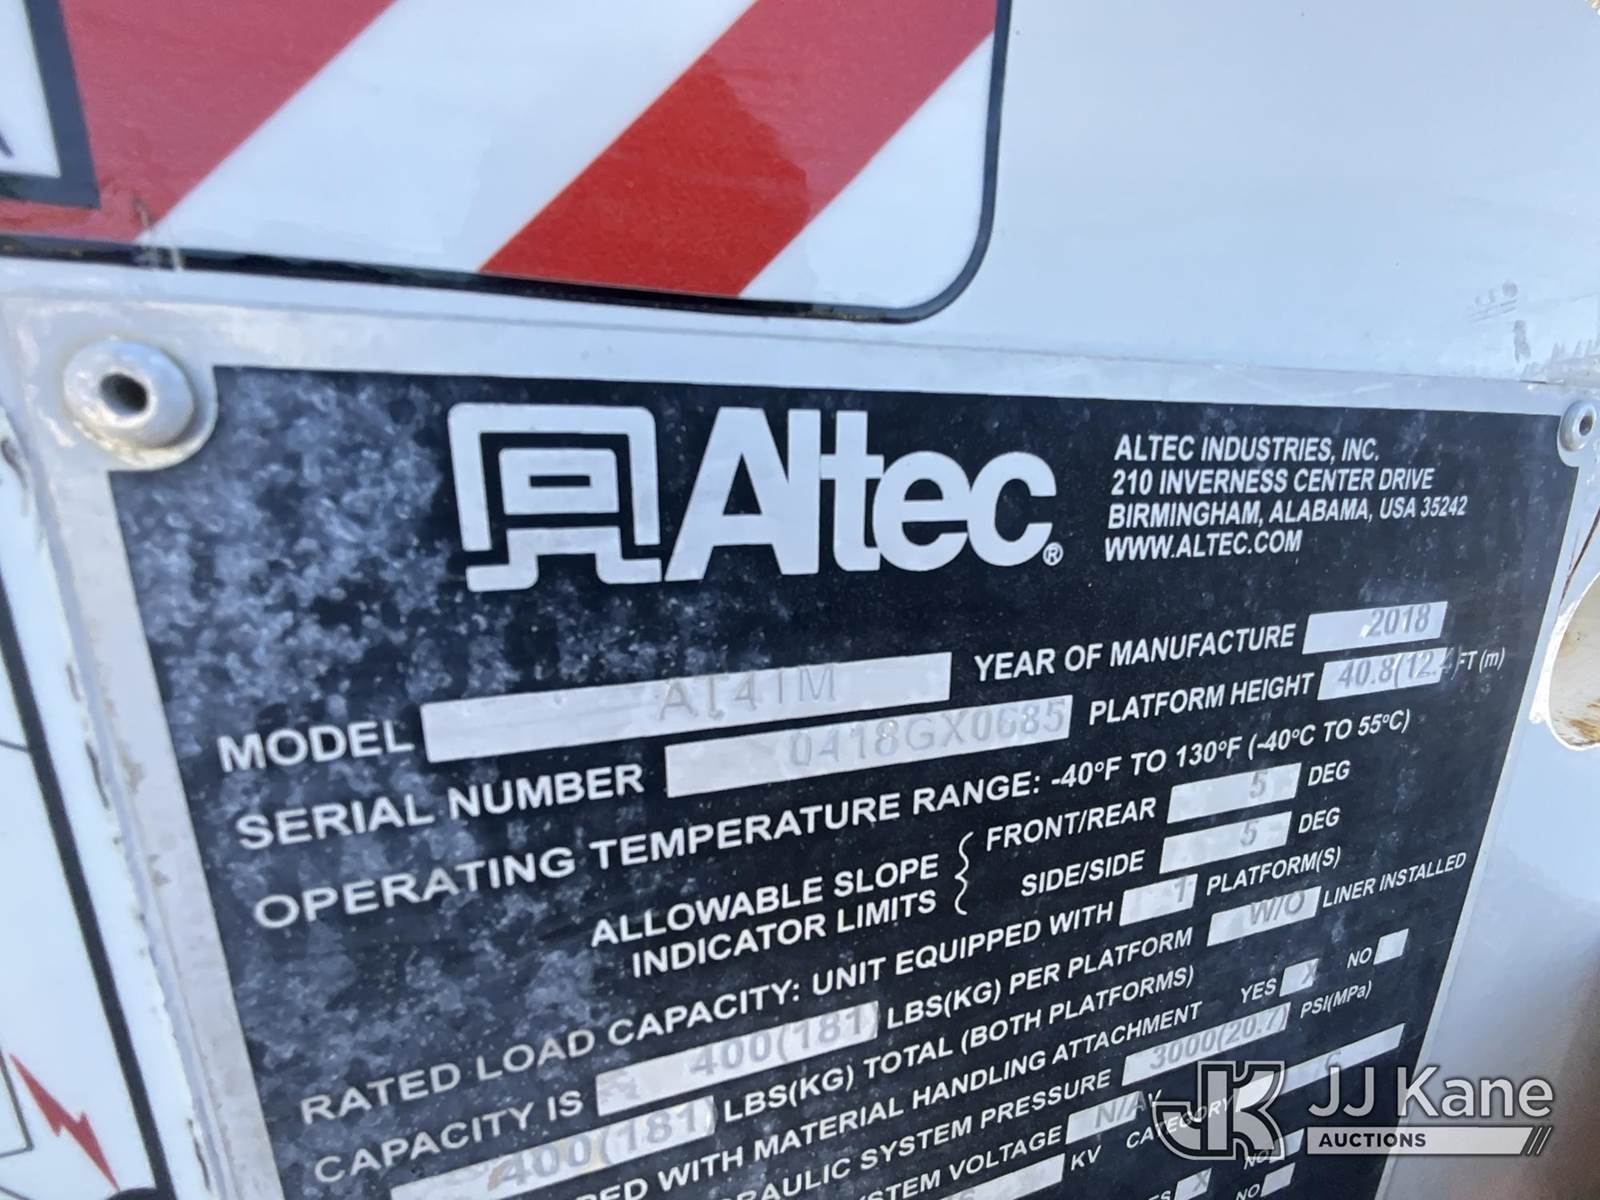 Altec®
ALTEC INDUSTRIES, INC.
210 INVERNESS CENTER DRIVE
BIRMINGHAM, ALABAMA, USA 35242
WWW.ALTEC.COM
MODEL AT41M YEAR OF MANUFACTURE 2018
SERIAL NUMBER 0418GX0685 PLATFORM HEIGHT 40.8(12.4 FT (m)
OPERATING TEMPERATURE RANGE: -40°F TO 130°F (-40°C TO 55°C)
ALLOWABLE SLOPE INDICATOR LIMITS { FRONT/REAR 5 DEG
SIDE/SIDE 5 DEG
RATED LOAD CAPACITY: UNIT EQUIPPED WITH 1 PLATFORM(S)
CAPACITY IS 400(181) LBS(KG) PER PLATFORM W/O LINER INSTALLED
400(181) LBS(KG) TOTAL (BOTH PLATFORMS)
WITH MATERIAL HANDLING ATTACHMENT YES X NO
SYSTEM PRESSURE 3000(20.7) PSI(MPa)
VOLTAGE N/A KV CATEGORY C
X NO
NO
JJ Kane
AUCTIONS